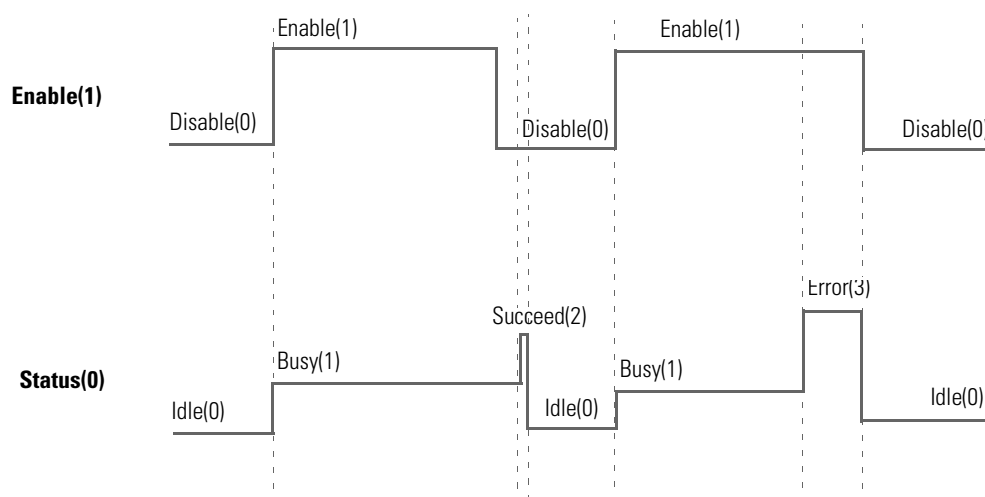 Enable(1)
Enable(1)
Enable(1)
Disable(0)
Disable(0)
Disable(0)
Error(3)
Succeed(2)
Busy(1)
Busy(1)
Status(0)
Idle(0)
Idle(0)
Idle(0)